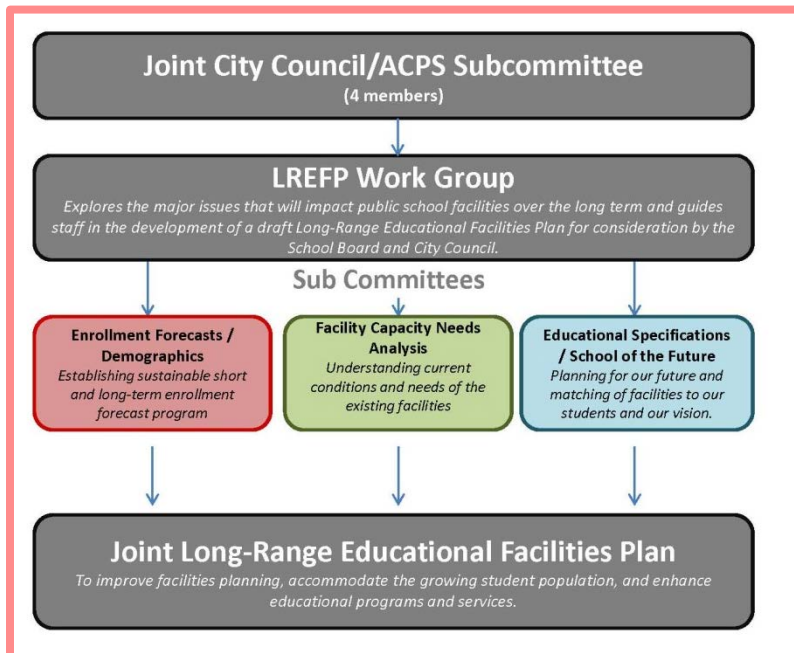 Joint City Council/ACPS Subcommittee
(4 members)
LREFP Work Group
Explores the major issues that will impact public school facilities over the long term and guides
staff in the development of a draft Long-Range Educational Facilities Plan for consideration by the
School Board and City Council.
Sub Committees
Enrollment Forecasts /
Demographics
Establishing sustainable short
and long-term enrollment
forecast program
Facility Capacity Needs
Analysis
Understanding current
conditions and needs of the
existing facilities
Educational Specifications
/ School of the Future
Planning for our future and
matching of facilities to our
students and our vision.
Joint Long-Range Educational Facilities Plan
To improve facilities planning, accommodate the growing student population, and enhance
educational programs and services.